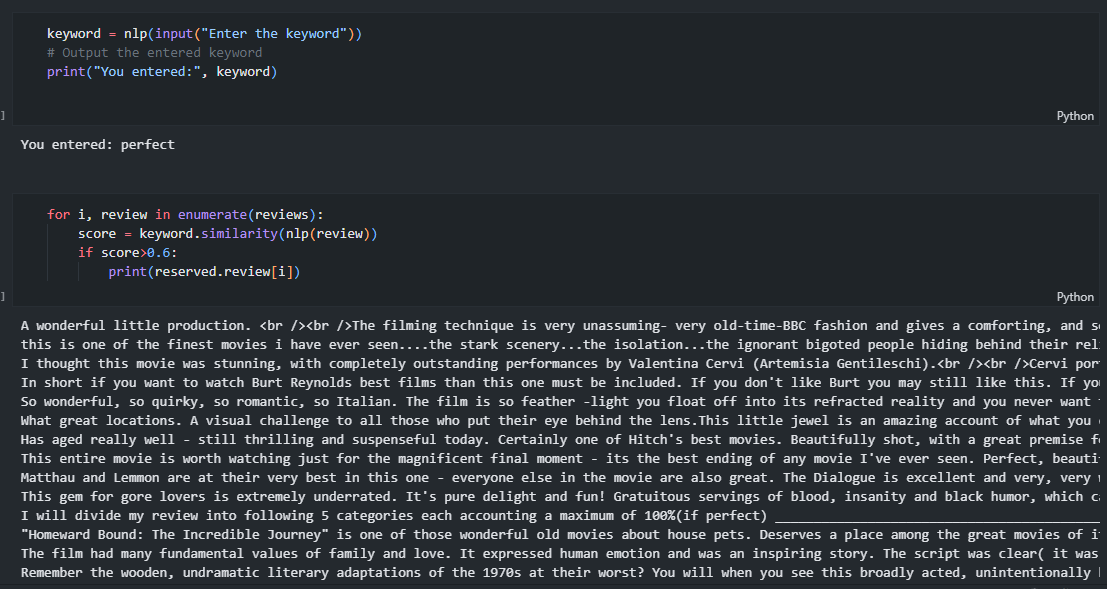 keyword = nlp(input("Enter the keyword"))
# Output the entered keyword
print("You entered:", keyword)
]
Python
You entered: perfect
for i, review in enumerate(reviews):
score = keyword.similarity(nlp(review))
if score>0.6:
print(reserved.review[i])
]
Python
A wonderful little production. <br /><br />The filming technique is very unassuming- very old-time-BBC fashion and gives a comforting, and
this is one of the finest movies i have ever seen....the stark scenery...the isolation...the ignorant bigoted people hiding behind their
I thought this movie was stunning, with completely outstanding performances by Valentina Cervi (Artemisia Gentileschi).<br /><br />Cervi
In short if you want to watch Burt Reynolds best films than this one must be included. If you don't like Burt you may still like this. If
So wonderful, so quirky, so romantic, so Italian. The film is so feather -light you float off into its refracted reality and you never want
What great locations. A visual challenge to all those who put their eye behind the lens.This little jewel is an amazing account of what you
Has aged really well - still thrilling and suspenseful today. Certainly one of Hitch's best movies. Beautifully shot, with a great premise
This entire movie is worth watching just for the magnificent final moment - its the best ending of any movie I've ever seen. Perfect,
Matthau and Lemmon are at their very best in this one - everyone else in the movie are also great. The Dialogue is excellent and very, very
This gem for gore lovers is extremely underrated. It's pure delight and fun! Gratuitous servings of blood, insanity and black humor, which
I will divide my review into following 5 categories each accounting a maximum of 100%(if perfect) ___________________________________________
"Homeward Bound: The Incredible Journey" is one of those wonderful old movies about house pets. Deserves a place among the great movies of
The film had many fundamental values of family and love. It expressed human emotion and was an inspiring story. The script was clear( it was
Remember the wooden, undramatic literary adaptations of the 1970s at their worst? You will when you see this broadly acted, unintentionally